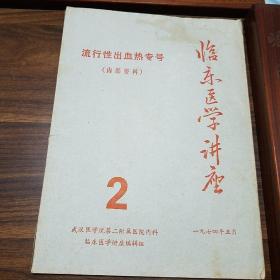 流行性出血热专号
（内部资料）
临床医学讲座
2
武汉医学院第二附属医院内科
临床医学讲座编辑组
一九七四年五月